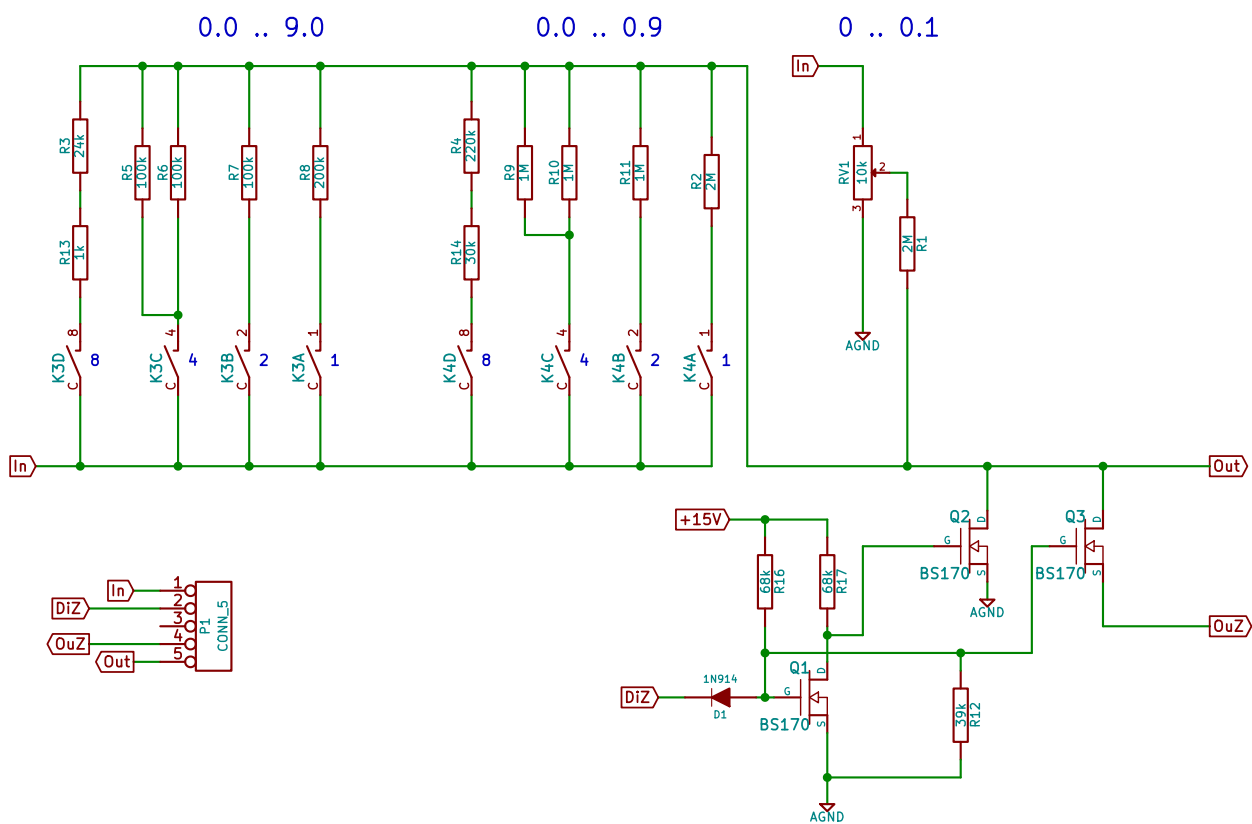 0.0 .. 9.0
0.0 .. 0.9
0 .. 0.1
In
R3
24k
R5
100k
R6
100k
R7
100k
R8
200k
R4
220k
R9
1M
R10
1M
R11
1M
R2
2M
RV1
10k
1
2
3
R13
1k
R14
30k
2M
R1
AGND
8
K3D
C
8
4
K3C
C
4
2
K3B
C
2
1
K3A
C
1
8
K4D
C
8
4
K4C
C
4
2
K4B
C
2
1
K4A
C
1
In
Out
+15V
Q2
D
G
S
BS170
AGND
Q3
D
G
S
BS170
68k
R16
68k
R17
OuZ
In
1
DiZ
2
3
OuZ
4
Out
5
P1
CONN_5
DiZ
1N914
D1
Q1
D
G
S
BS170
39k
R12
AGND